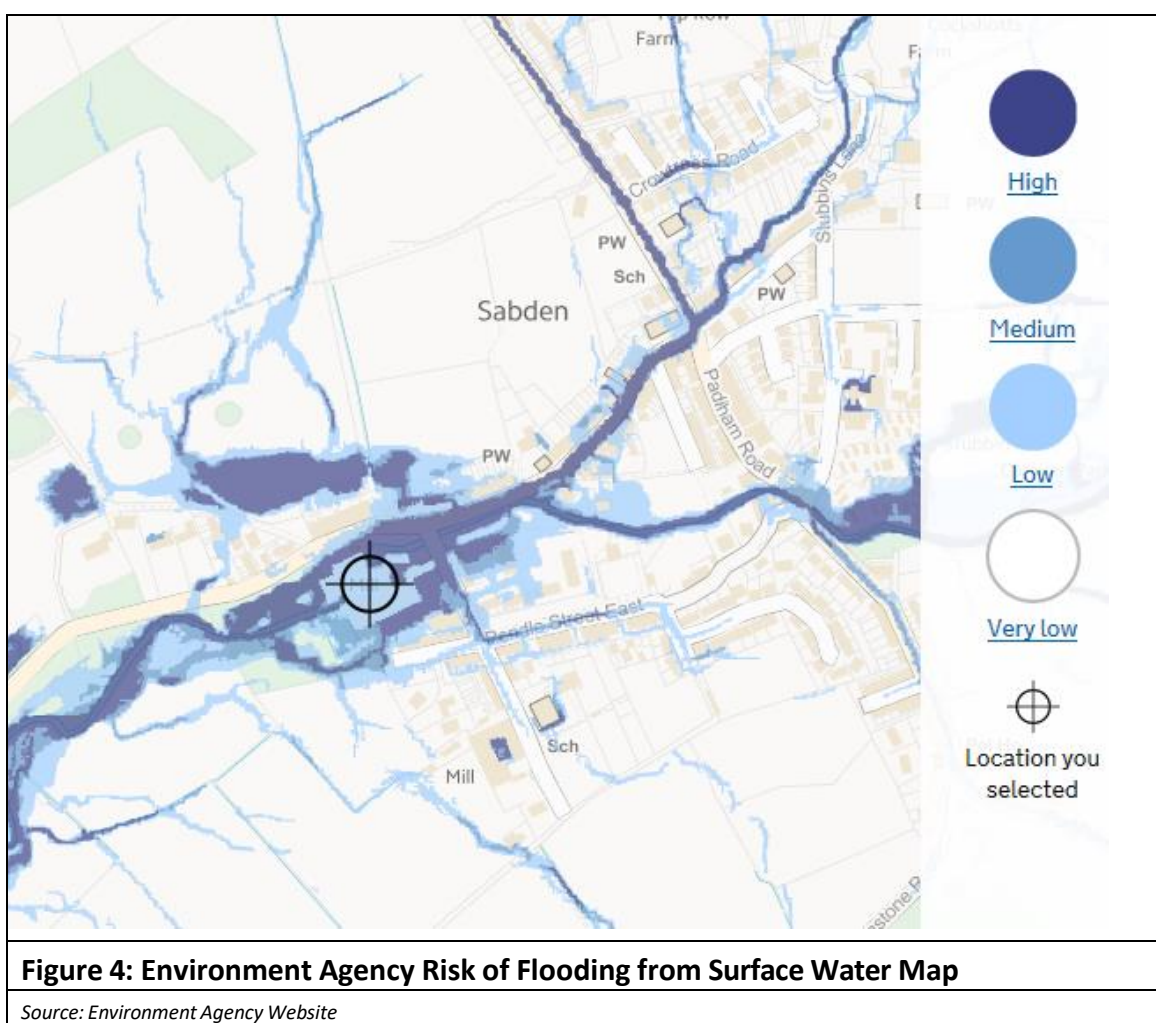 Farm
Crowtrees Road
Stubbins Lane
PW
Sch
PW
Sabden
Padiham Road
PW
Pendle Street East
Sch
Mill
High
PW
Medium
Low
Very low
Location you
selected
Figure 4: Environment Agency Risk of Flooding from Surface Water Map
Source: Environment Agency Website